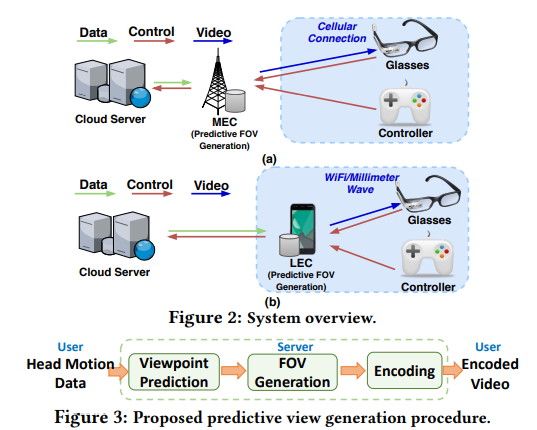 Data Control Video
Cellular
Connection
Glasses
Cloud Server
MEC
(Predictive FOV
Generation)
Controller
(a)
Data Control Video
WiFi/Millimeter
Wave
Glasses
Cloud Server
LEC
(Predictive FOV
Generation)
Controller
(b)
Figure 2: System overview.
User Server User
Head Motion
Data
Viewpoint
Prediction
FOV
Generation
Encoding
Encoded
Video
Figure 3: Proposed predictive view generation procedure.